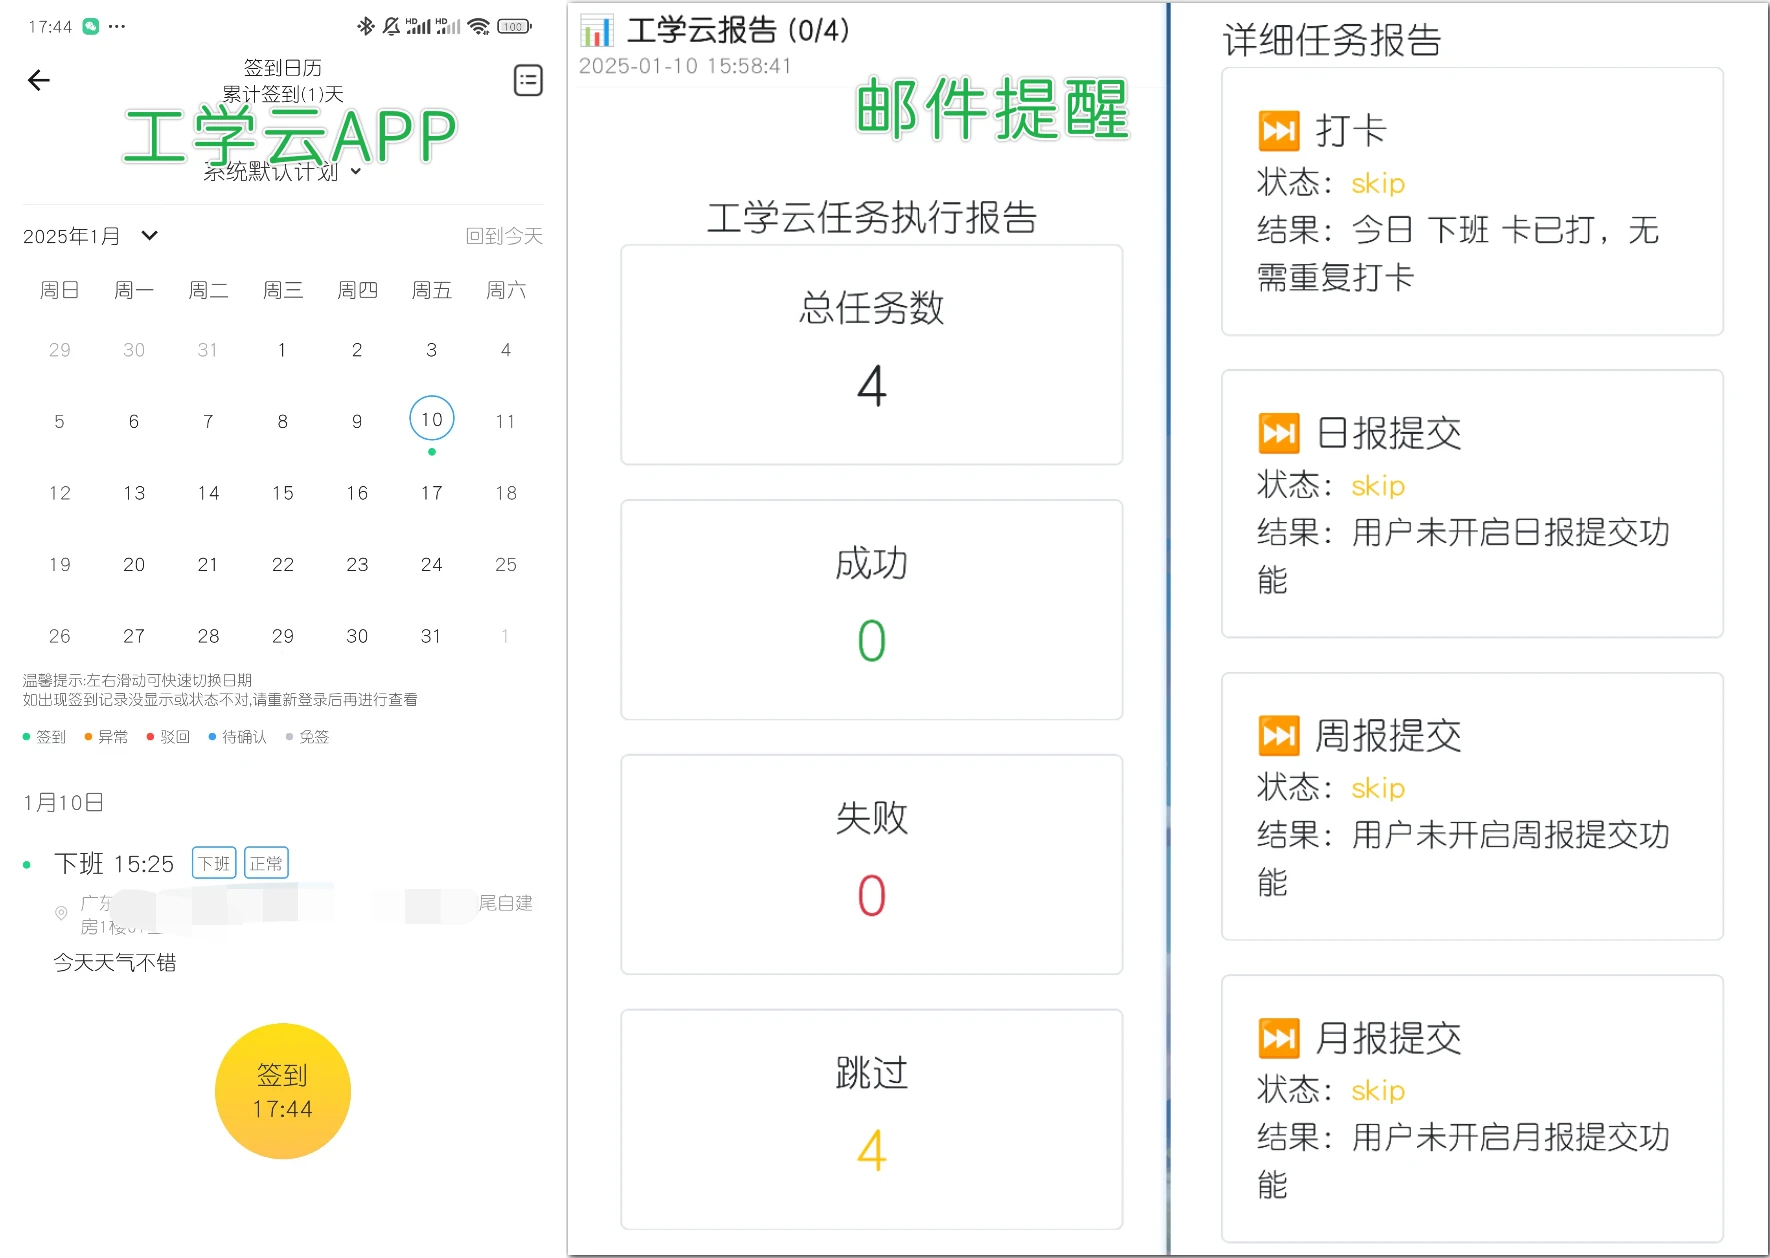 17:44
HD HD 100
签到日历
累计签到(1)天
工学云APP
系统默认计划
2025年1月 回到今天
周日 周一 周二 周三 周四 周五 周六
29 30 31 1 2 3 4
5 6 7 8 9 10 11
12 13 14 15 16 17 18
19 20 21 22 23 24 25
26 27 28 29 30 31 1
温馨提示:左右滑动可快速切换日期
如出现签到记录没显示或状态不对,请重新登录后再进行查看
签到 异常 驳回 待确认 免签
1月10日
下班 15:25 下班 正常
广东 尾自建
房1楼
今天天气不错
签到
17:44
工学云报告 (0/4)
2025-01-10 15:58:41
邮件提醒
工学云任务执行报告
总任务数
4
成功
0
失败
0
跳过
4
详细任务报告
打卡
状态: skip
结果: 今日 下班 卡已打，无
需重复打卡
日报提交
状态: skip
结果: 用户未开启日报提交功
能
周报提交
状态: skip
结果: 用户未开启周报提交功
能
月报提交
状态: skip
结果: 用户未开启月报提交功
能